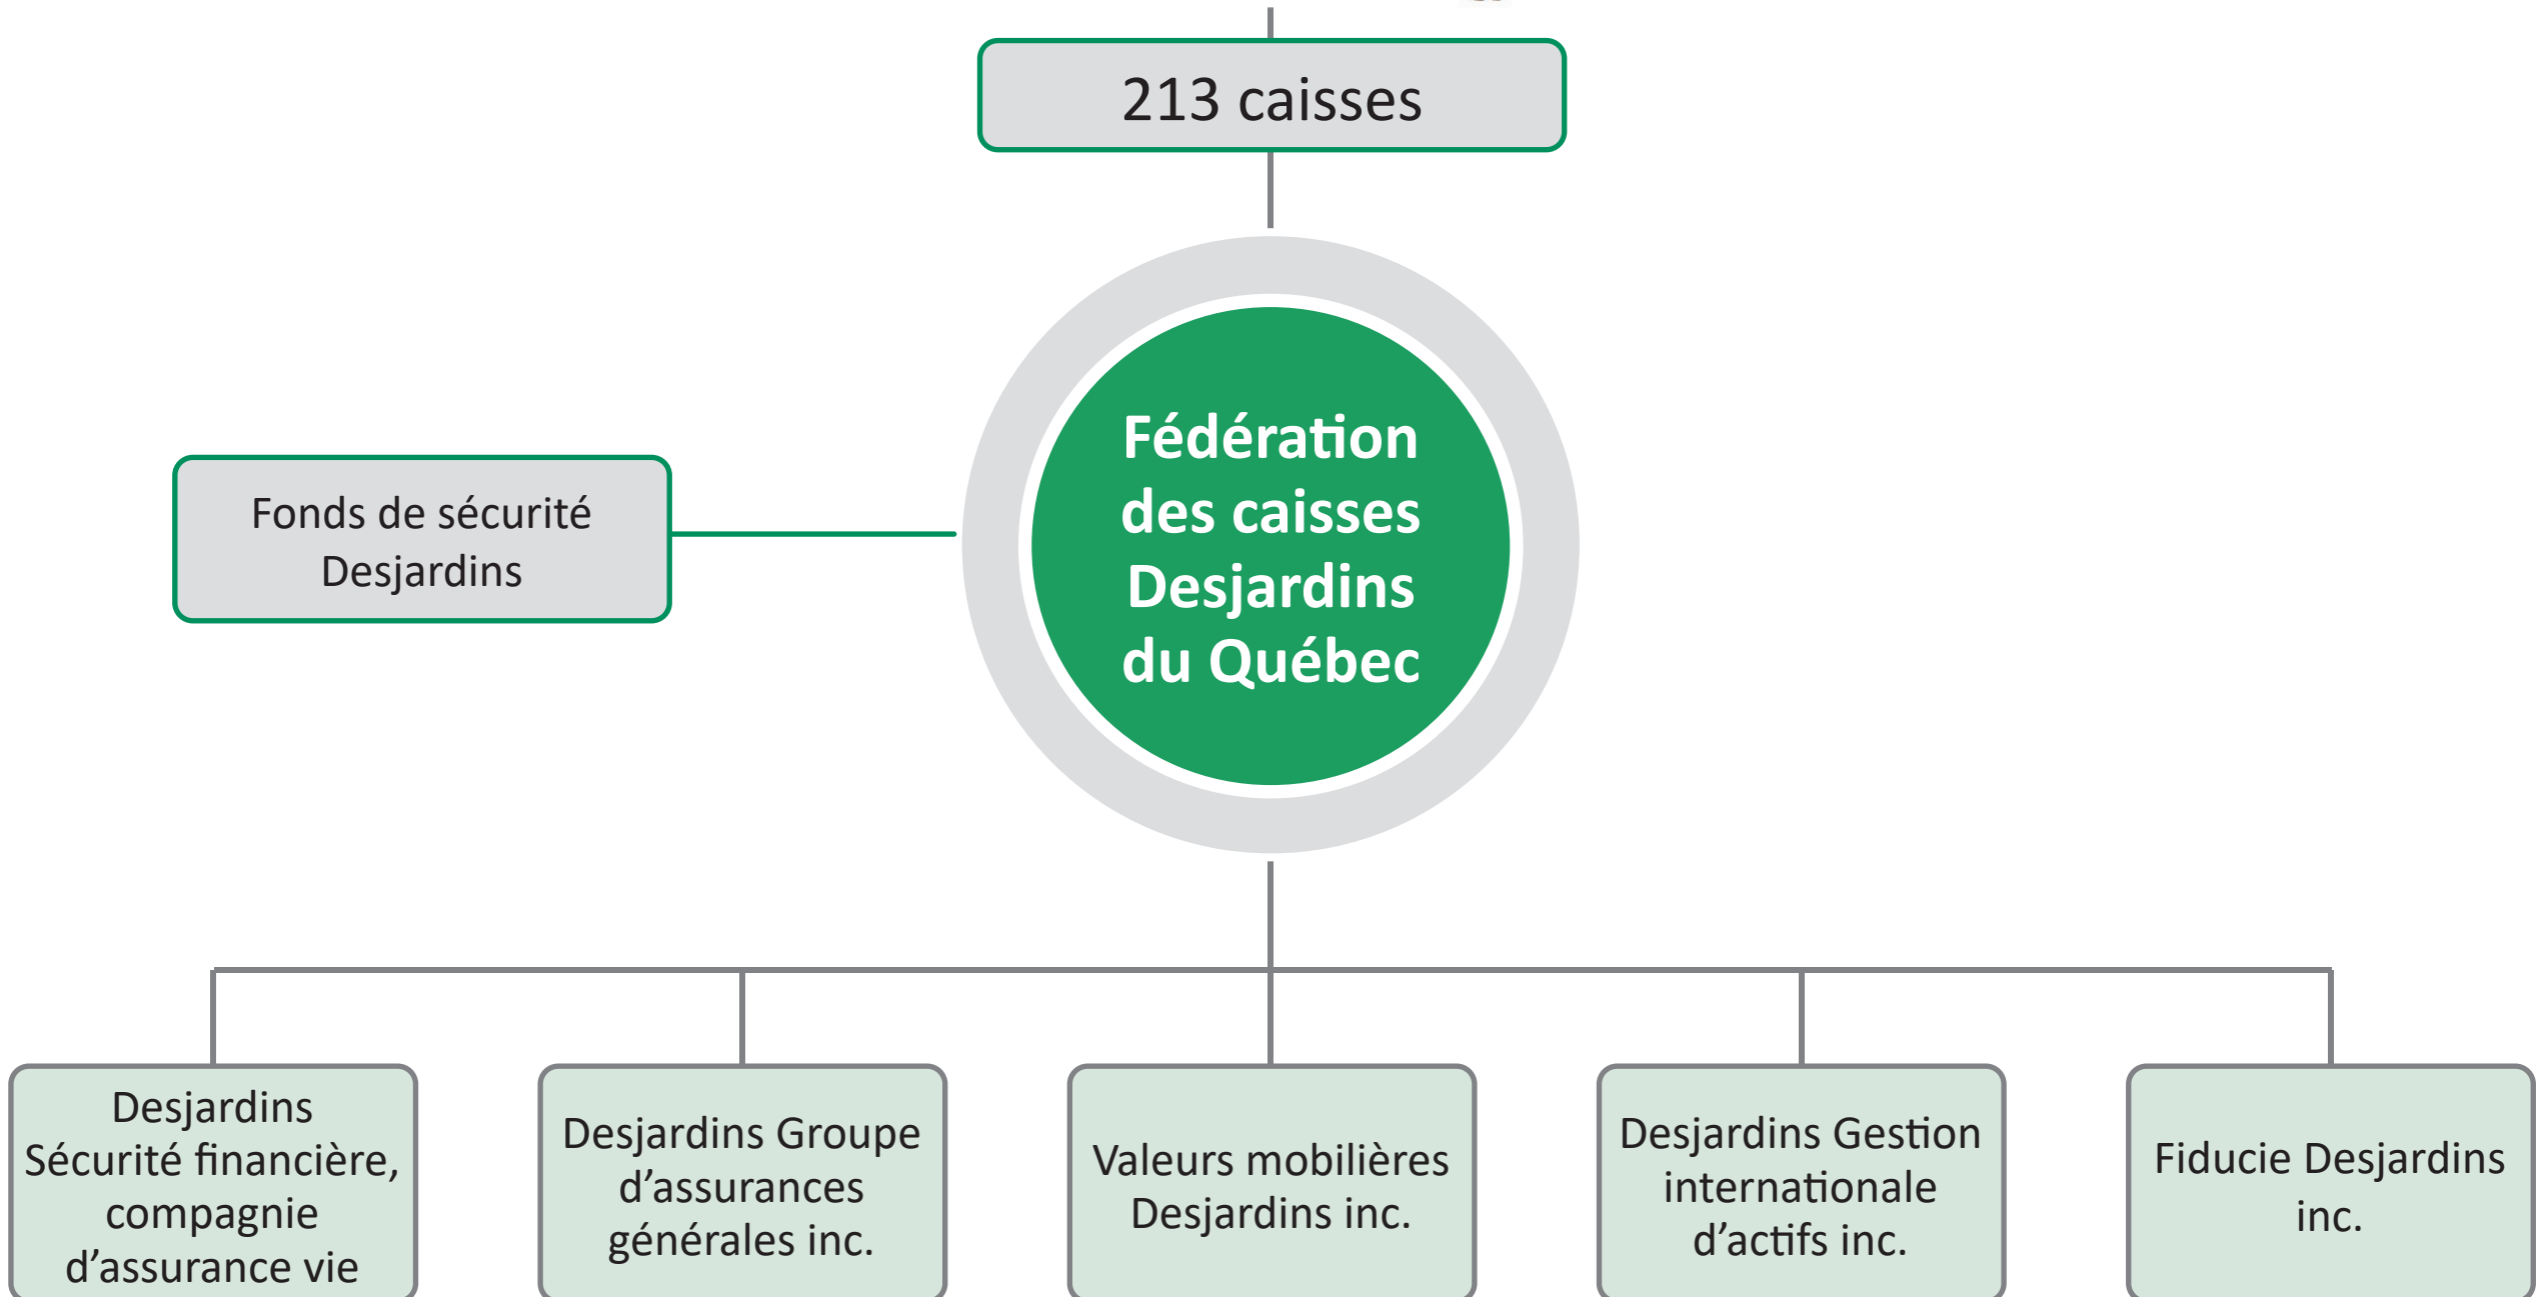 213 caisses
Fédération
des caisses
Desjardins
du Québec
Fonds de sécurité
Desjardins
Desjardins
Sécurité financière,
compagnie
d’assurance vie
Desjardins Groupe
d’assurances
générales inc.
Valeurs mobilières
Desjardins inc.
Desjardins Gestion
internationale
d’actifs inc.
Fiducie Desjardins
inc.